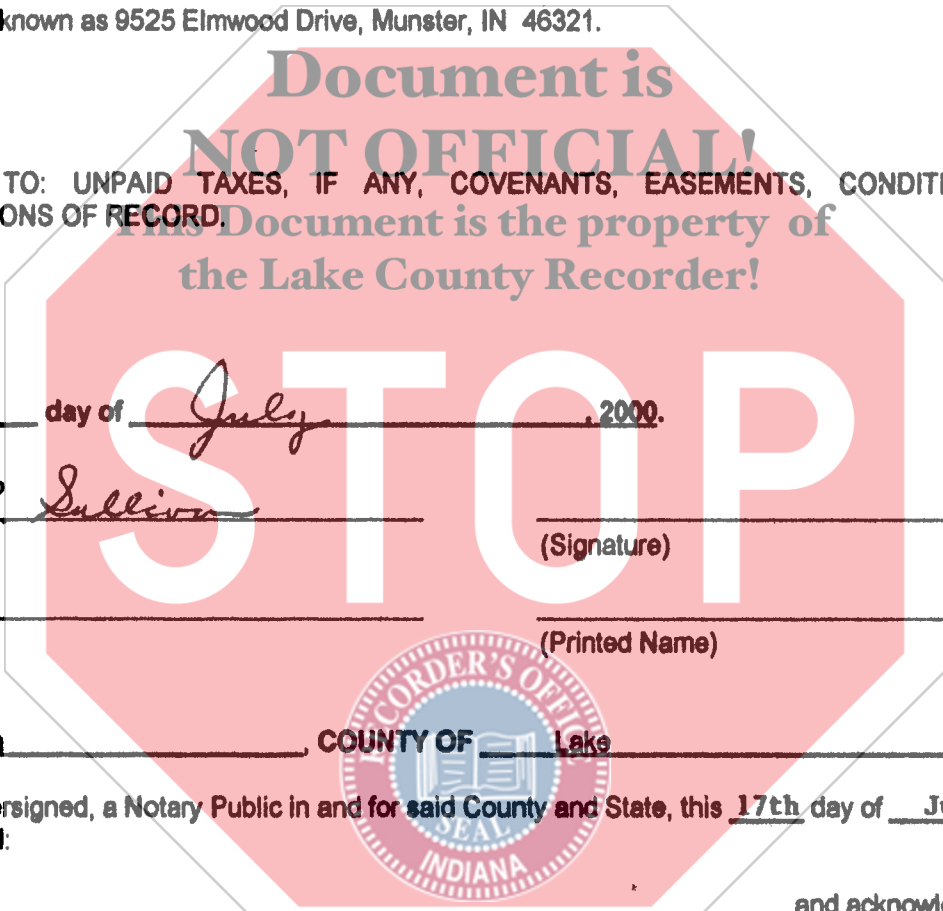 known as 9525 Elmwood Drive, Munster, IN 46321.
Document is
NOT OFFICIAL!
TO: UNPAID TAXES, IF ANY, COVENANTS, EASEMENTS,
ONS OF RECORD.
This Document is the property of
the Lake County Recorder!
STOP
day of July, 2000.
Sullivan
(Signature)
(Printed Name)
RECORDER'S OFFICE
, COUNTY OF Lake
signed, a Notary Public in and for said County and State, this 17th day of
SEAL
INDIANA
and